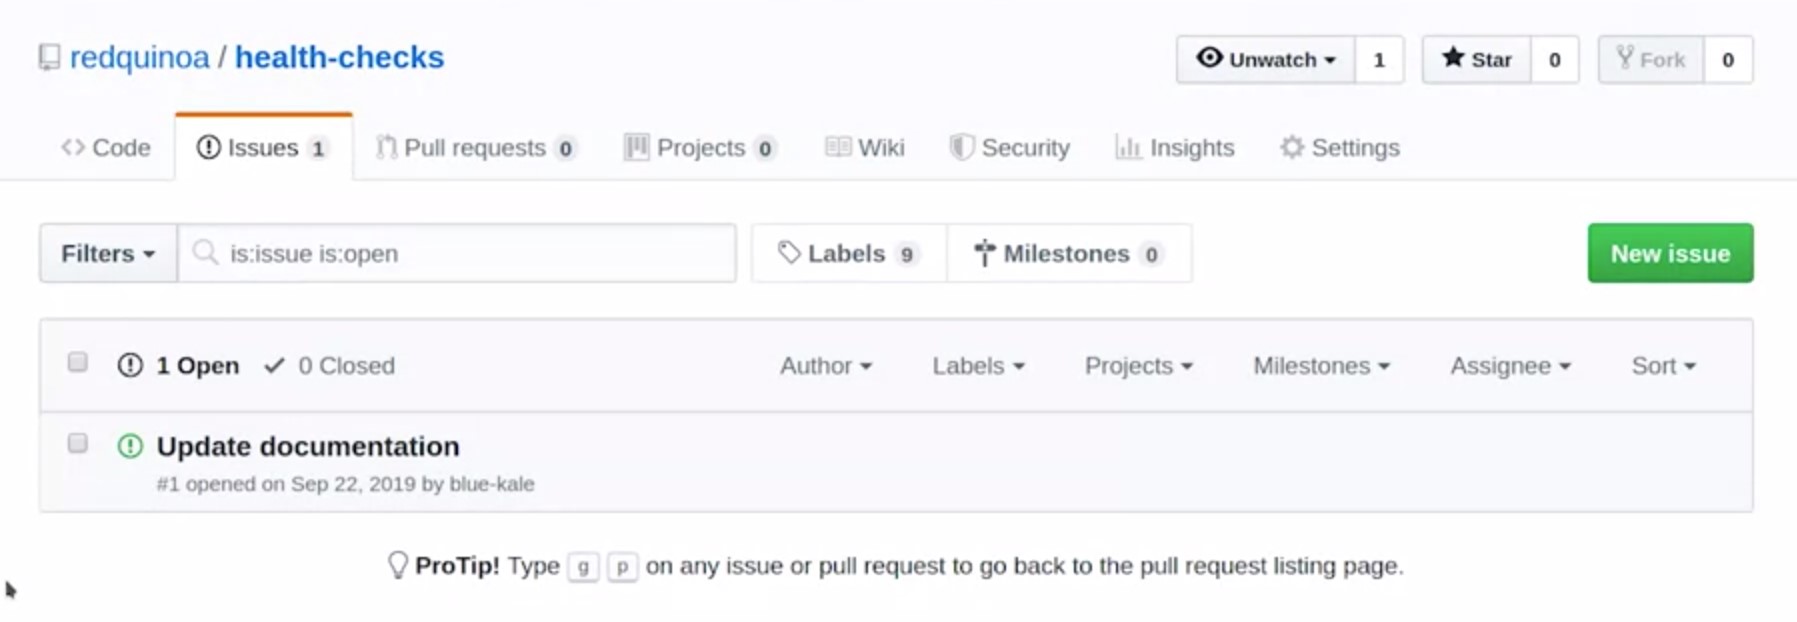 redquinoa / health-checks
Unwatch 1 Star 0 Fork 0
Code Issues 1 Pull requests 0 Projects 0 Wiki Security Insights Settings
Filters is:issue is:open Labels 9 Milestones 0 New issue
1 Open 0 Closed Author Labels Projects Milestones Assignee Sort
Update documentation
#1 opened on Sep 22, 2019 by blue-kale
ProTip! Type g p on any issue or pull request to go back to the pull request listing page.